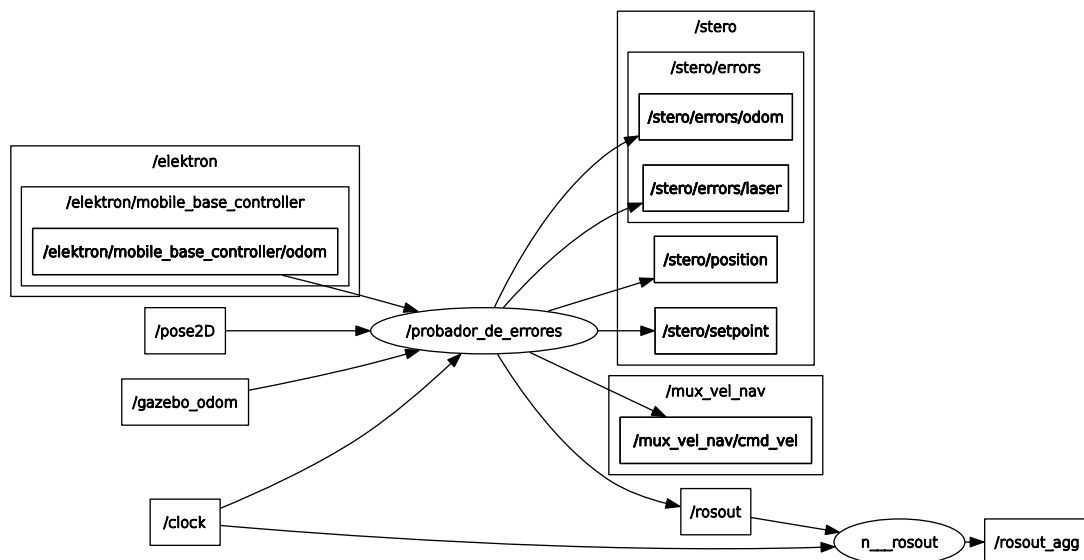 /stero
/stero/errors
/stero/errors/odom
/elektron
/stero/errors/laser
/elektron/mobile_base_controller
/elektron/mobile_base_controller/odom
/stero/position
/pose2D
/probador_de_errores
/stero/setpoint
/gazebo_odom
/mux_vel_nav
/mux_vel_nav/cmd_vel
/clock
/rosout
n___rosout
/rosout_agg